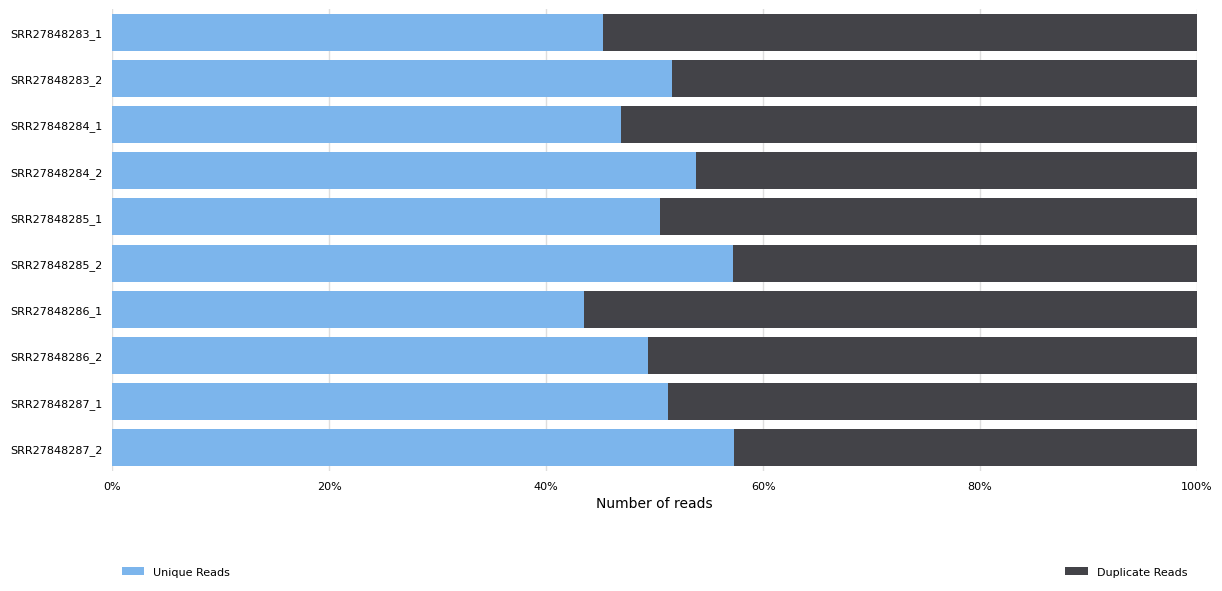 SRR27848283_1
SRR27848283_2
SRR27848284_1
SRR27848284_2
SRR27848285_1
SRR27848285_2
SRR27848286_1
SRR27848286_2
SRR27848287_1
SRR27848287_2
0% 20% 40% 60% 80% 100%
Number of reads
Unique Reads Duplicate Reads